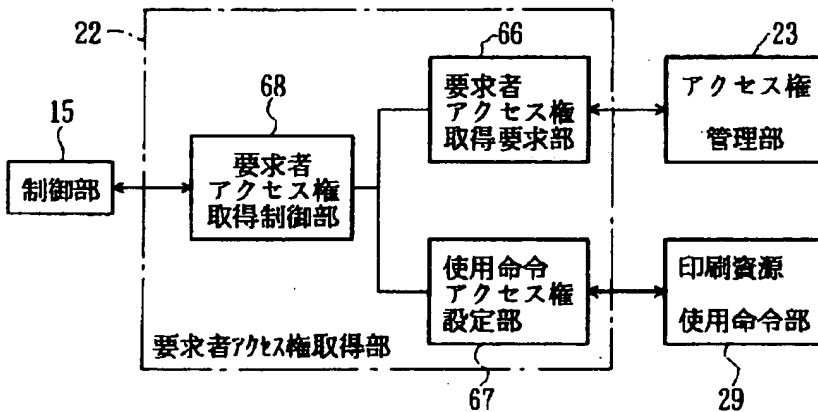 22
66
23
68
15
要求者
アクセス権
取得要求部
アクセス権
管理部
要求者
アクセス権
取得制御部
制御部
使用命令
アクセス権
設定部
印刷資源
使用命令部
要求者アクセス権取得部
67
29